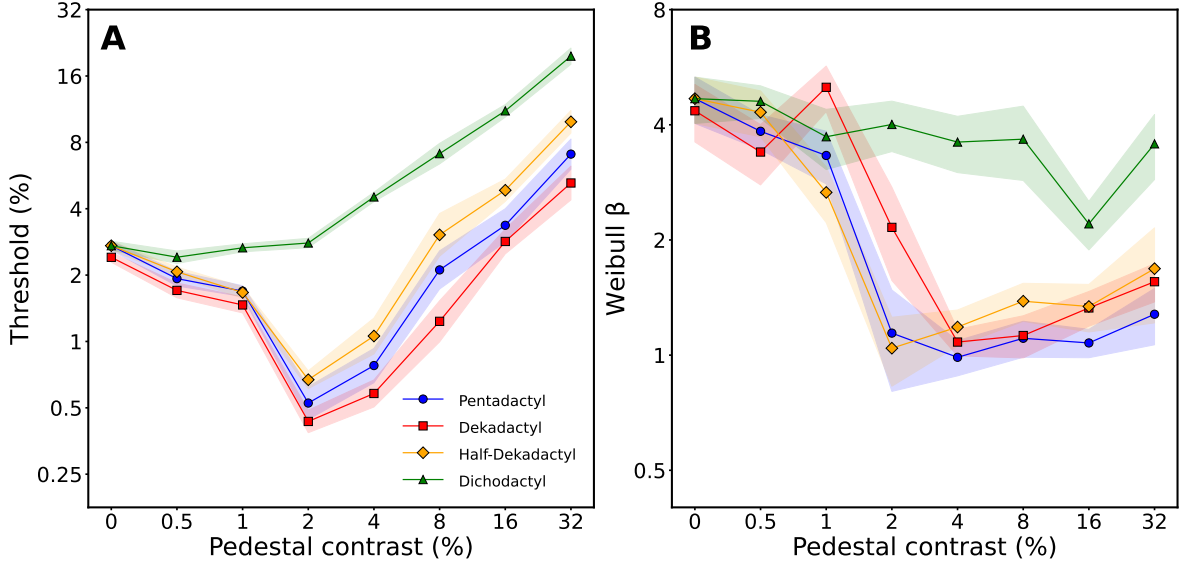 A
Threshold (%)
32
16
8
4
2
1
0.5
0.25
Pentadactyl
Dekadactyl
Half-Dekadactyl
Dichodactyl
0 0.5 1 2 4 8 16 32
Pedestal contrast (%)
B
Weibull β
8
4
2
1
0.5
0 0.5 1 2 4 8 16 32
Pedestal contrast (%)